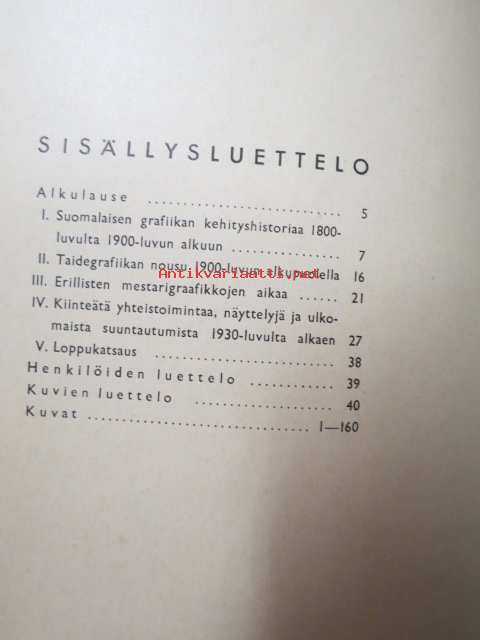 SISÄLLYSLUETTELO
Alkulause .......................... 5
I. Suomalaisen grafiikan kehityshistoriaa 1800-
luvulta 1900-luvun alkuun ............... 7
II. Taidegrafiikan nousu 1900-luvun alkupuolella 16
Antikvariaatti.net
III. Erillisten mestarigraafikkojen aikaa ...... 21
IV. Kiinteätä yhteistoimintaa, näyttelyjä ja ulko-
maista suuntautumista 1930-luvulta alkaen 27
V. Loppukatsaus ........................ 38
Henkilöiden luettelo ............ 39
Kuvien luettelo .................... 40
Kuvat ................................ 1—160